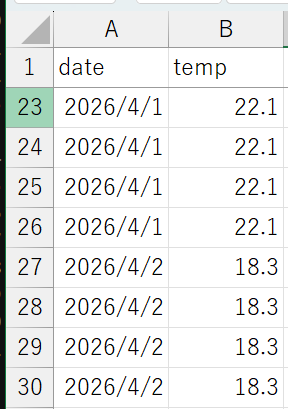 A B
1 date temp
23 2026/4/1 22.1
24 2026/4/1 22.1
25 2026/4/1 22.1
26 2026/4/1 22.1
27 2026/4/2 18.3
28 2026/4/2 18.3
29 2026/4/2 18.3
30 2026/4/2 18.3